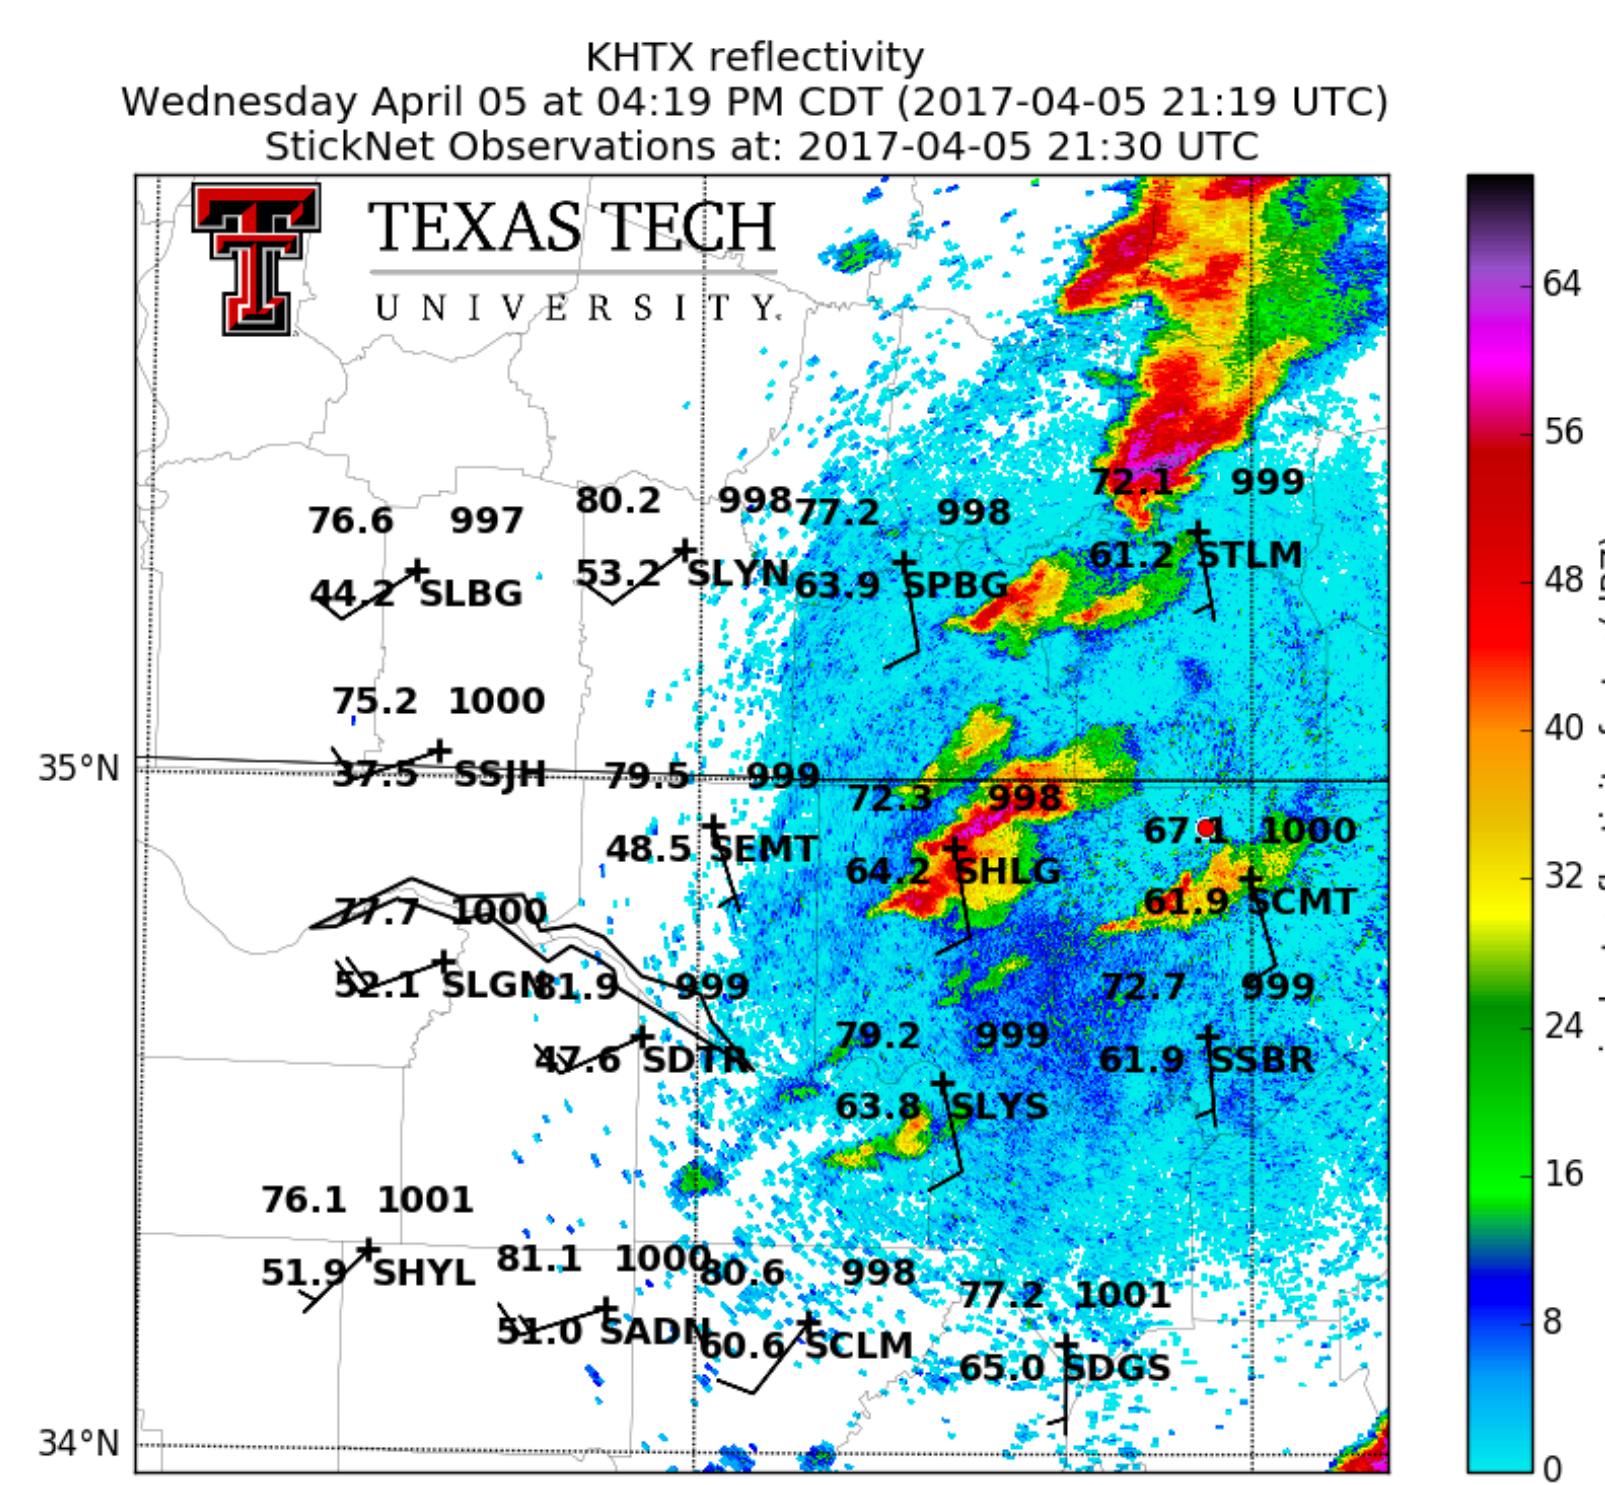 KHTX reflectivity
Wednesday April 05 at 04:19 PM CDT (2017-04-05 21:19 UTC)
StickNet Observations at: 2017-04-05 21:30 UTC
TEXAS TECH
UNIVERSITY.
64
72.1 999
56
80.2 998
77.2 998
76.6 997
61.2 STLM
53.2 SLYN
63.9 SPBG
44.2 SLBG
48
75.2 1000
40
35°N
37.5 SSJH
79.5 999
72.3 998
67.1 1000
48.5 SEMT
64.2 SHLG
32
61.9 SCMT
77.7 1000
52.1 SLGN
81.9 999
72.7 999
24
79.2 999
47.6 SDTR
61.9 SSBR
63.8 SLYS
16
76.1 1001
51.9 SHYL
81.1 1000
80.6 998
77.2 1001
8
51.0 SADN
60.6 SCLM
65.0 SDGS
34°N
0